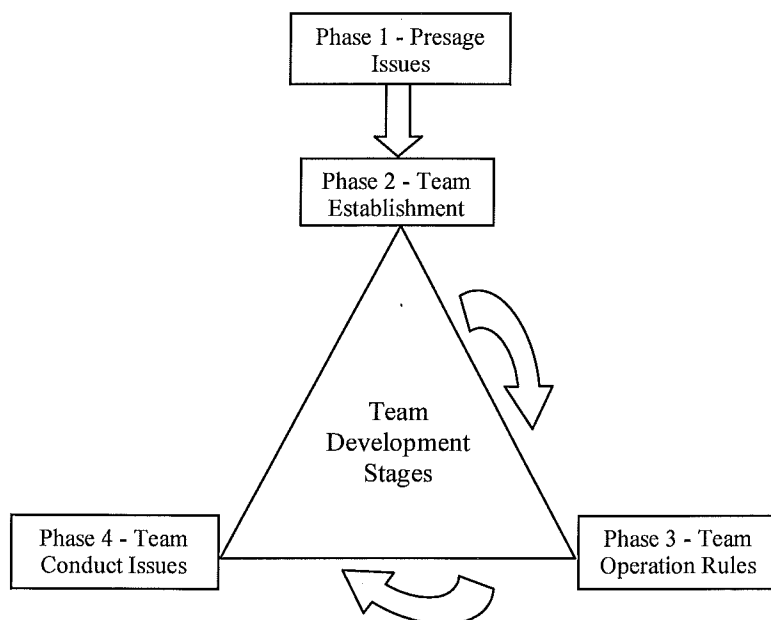 Phase 1 - Presage
Issues
Phase 2 - Team
Establishment
Team
Development
Stages
Phase 4 - Team
Conduct Issues
Phase 3 - Team
Operation Rules